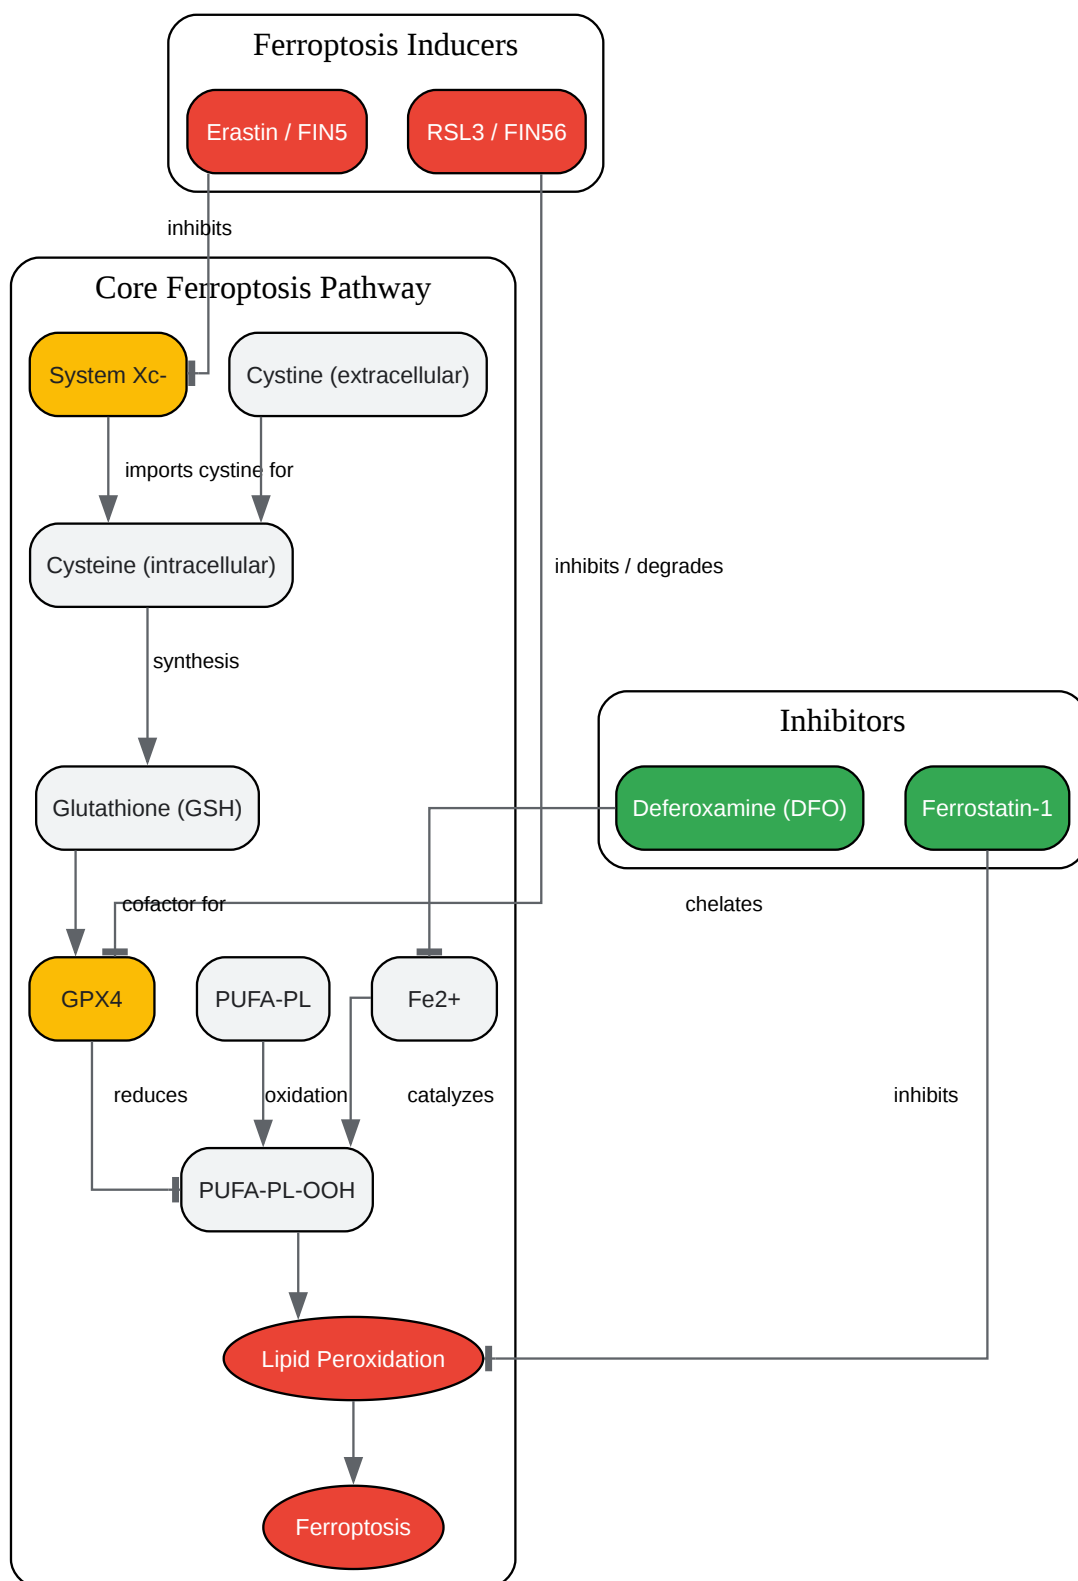 Ferroptosis Inducers
Erastin / FIN5
RSL3 / FIN56
inhibits
Core Ferroptosis Pathway
System Xc-
Cystine (extracellular)
imports cystine for
Cysteine (intracellular)
inhibits / degrades
synthesis
Inhibitors
Glutathione (GSH)
Deferoxamine (DFO)
Ferrostatin-1
cofactor for
chelates
GPX4
PUFA-PL
Fe2+
reduces
oxidation
catalyzes
inhibits
PUFA-PL-OOH
Lipid Peroxidation
Ferroptosis